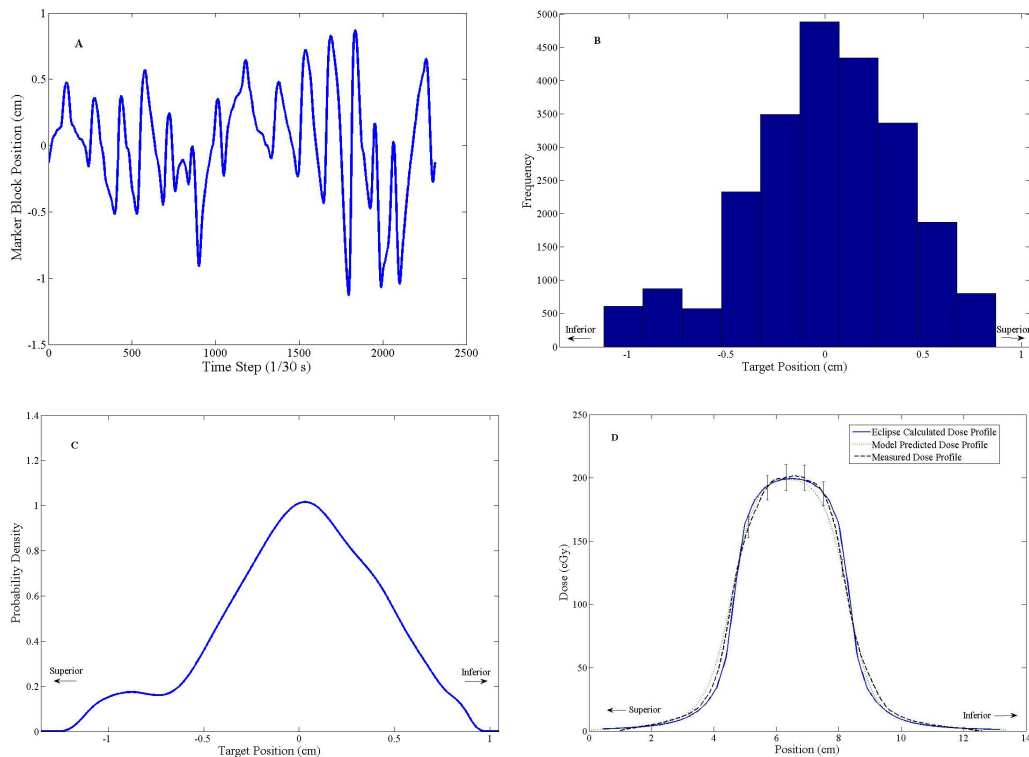 A
1
0.5
0
-0.5
-1
-1.5
Marker Block Position (cm)
0
500
1000
1500
2000
2500
Time Step (1/30 s)
B
5000
4500
4000
3500
3000
2500
2000
1500
1000
500
0
Frequency
Inferior
Superior
-1
-0.5
0
0.5
1
Target Position (cm)
C
1.4
1.2
1
0.8
0.6
0.4
0.2
0
Probability Density
Superior
Inferior
-1
-0.5
0
0.5
1
Target Position (cm)
D
250
200
150
100
50
0
Dose (cGy)
Eclipse Calculated Dose Profile
Model Predicted Dose Profile
Measured Dose Profile
Superior
Inferior
0
2
4
6
8
10
12
14
Position (cm)